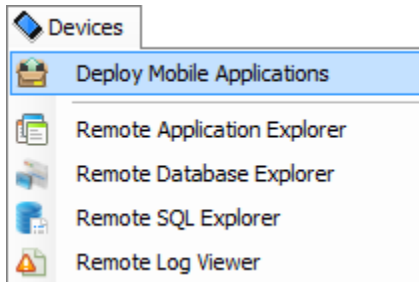 Devices
Deploy Mobile Applications
Remote Application Explorer
Remote Database Explorer
Remote SQL Explorer
Remote Log Viewer